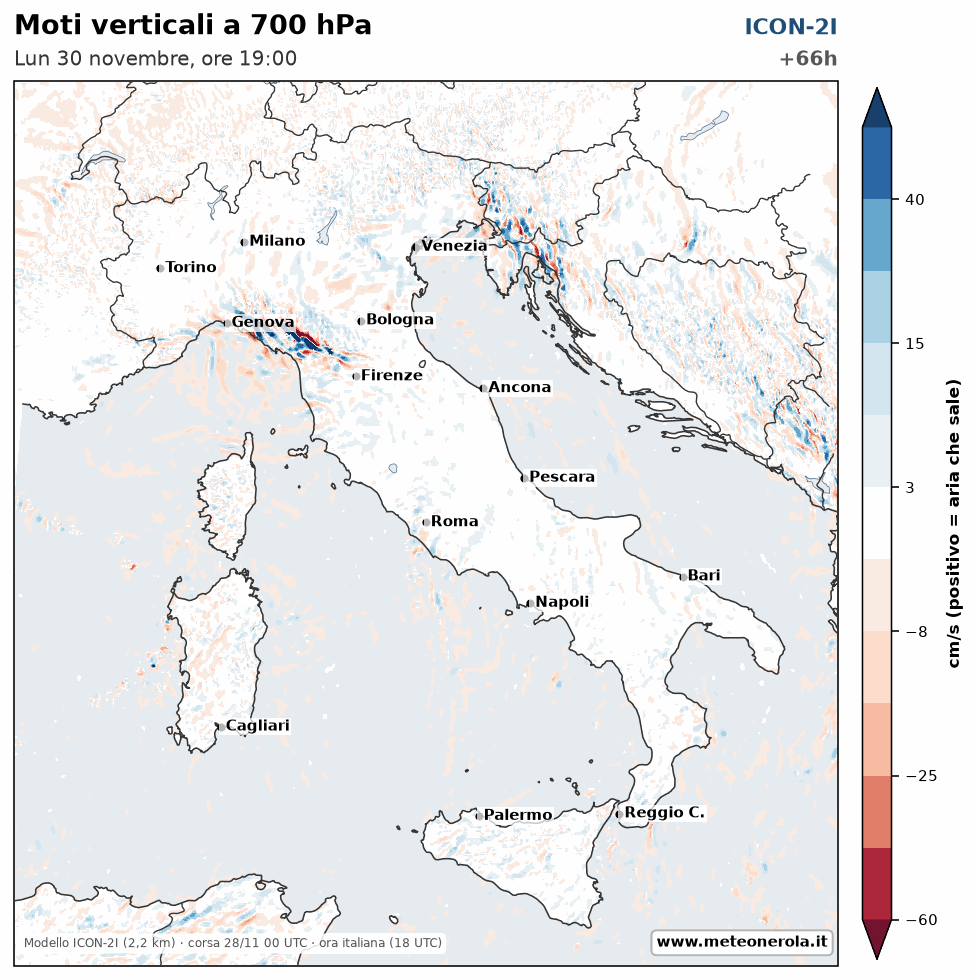 Moti verticali a 700 hPa
ICON-2I
Lun 30 novembre, ore 19:00
+66h
Milano
Venezia
Torino
Genova
Bologna
Firenze
Ancona
Pescara
Roma
Bari
Napoli
Cagliari
Palermo
Reggio C.
40
15
3
−8
−25
−60
cm/s (positivo = aria che sale)
Modello ICON-2I (2,2 km) · corsa 28/11 00 UTC · ora italiana (18 UTC)
www.meteonerola.it